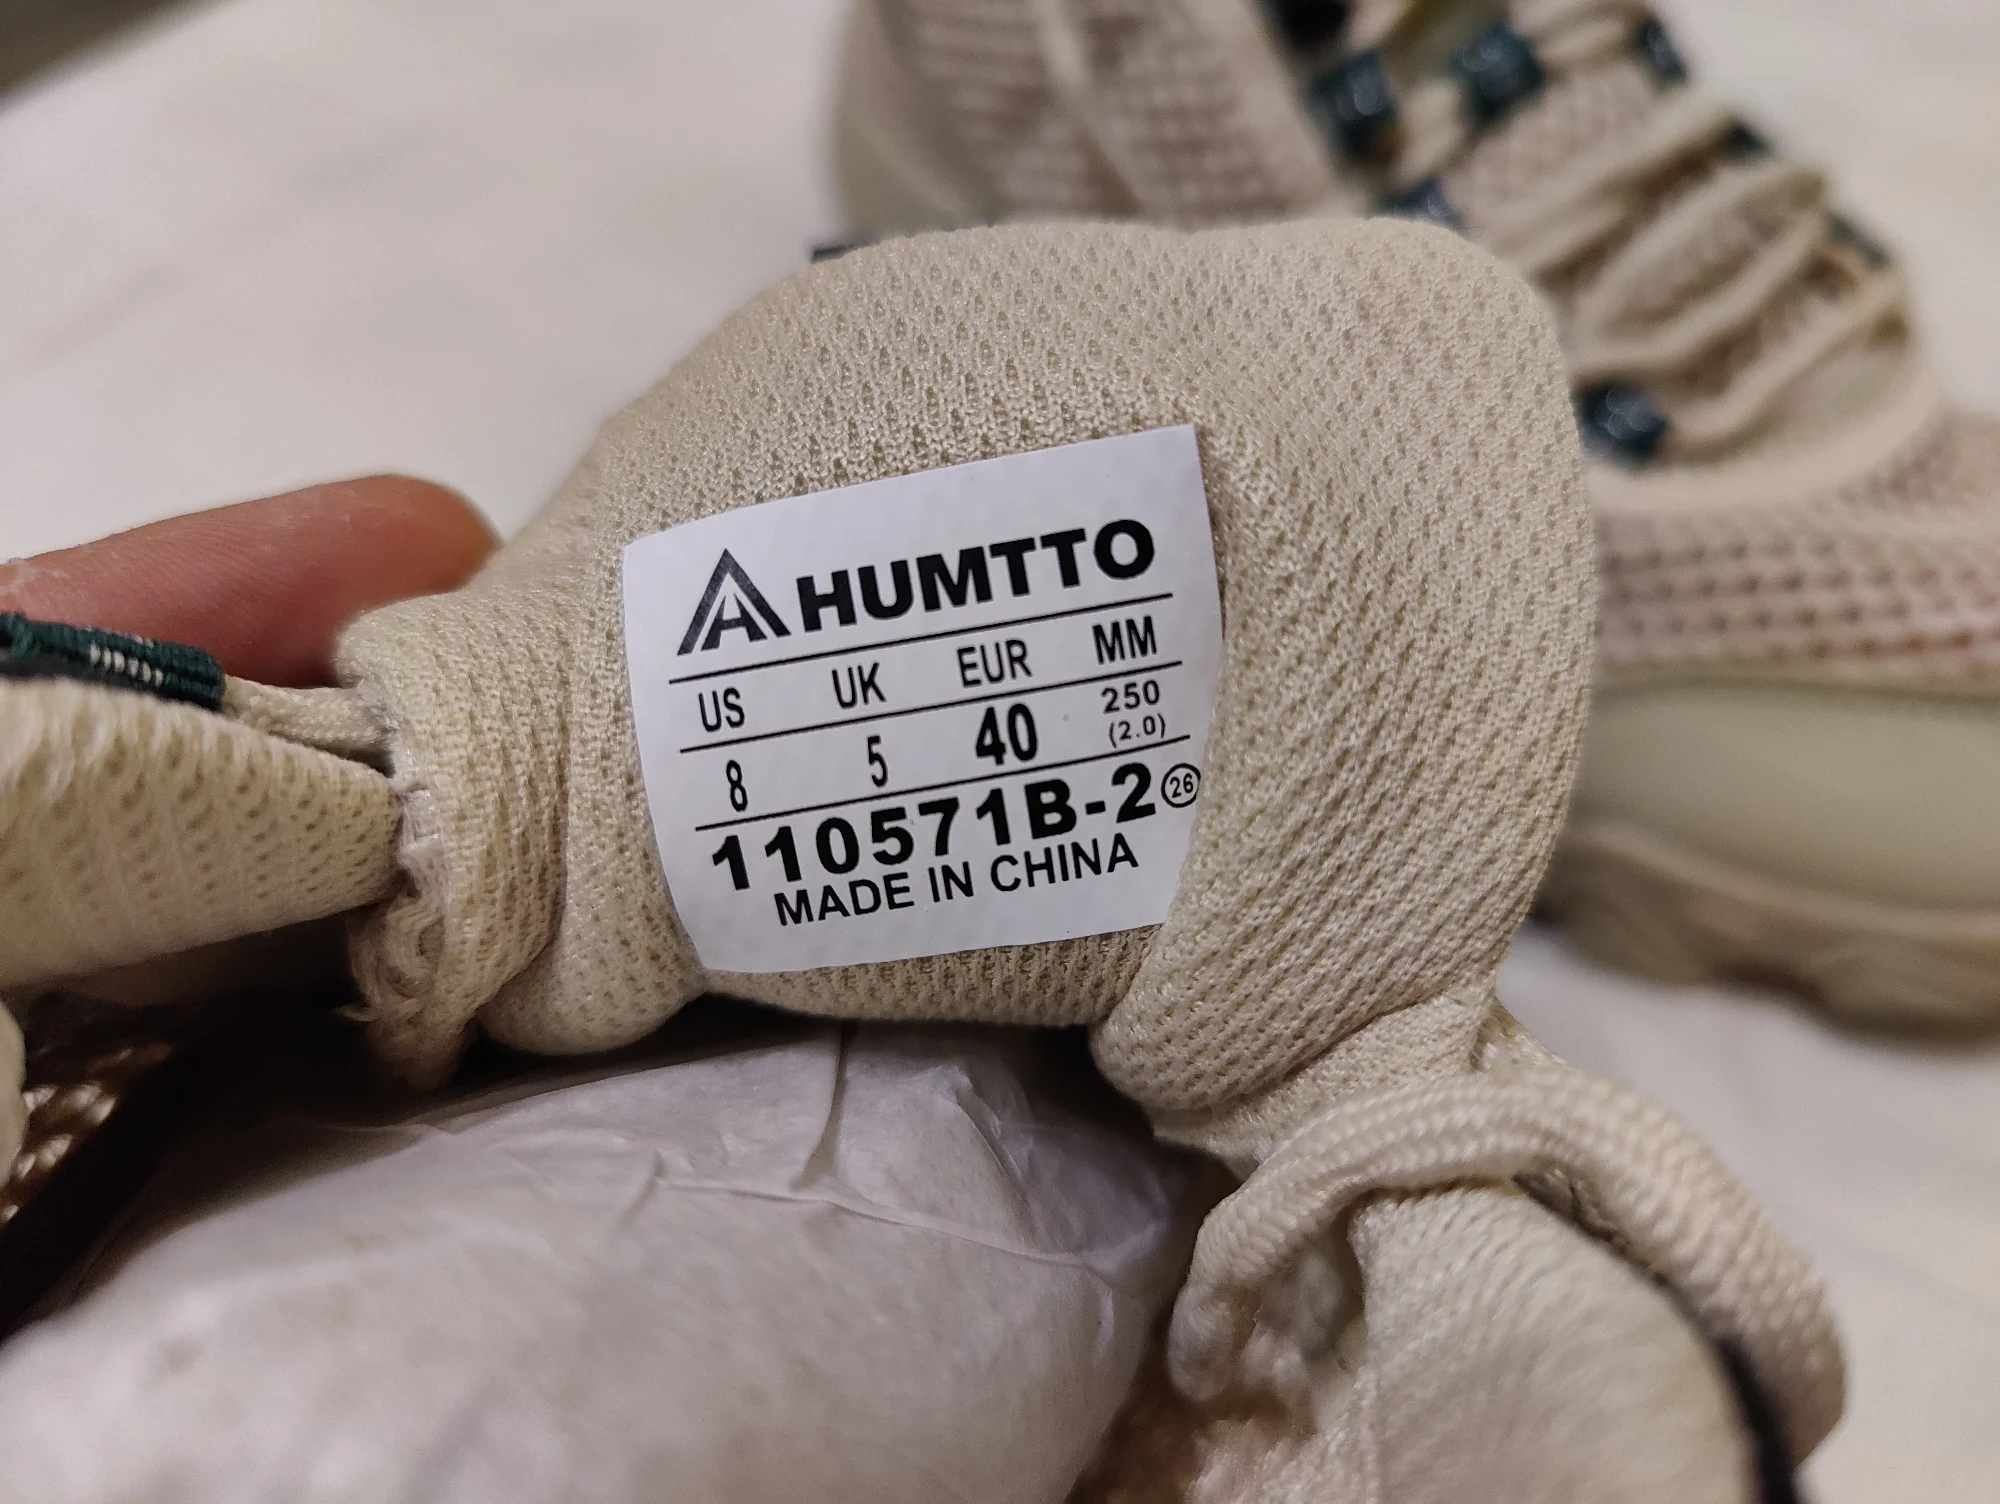 HUMTTO
US UK EUR MM
8 5 40 250
(2.0)
110571B-2 26
MADE IN CHINA